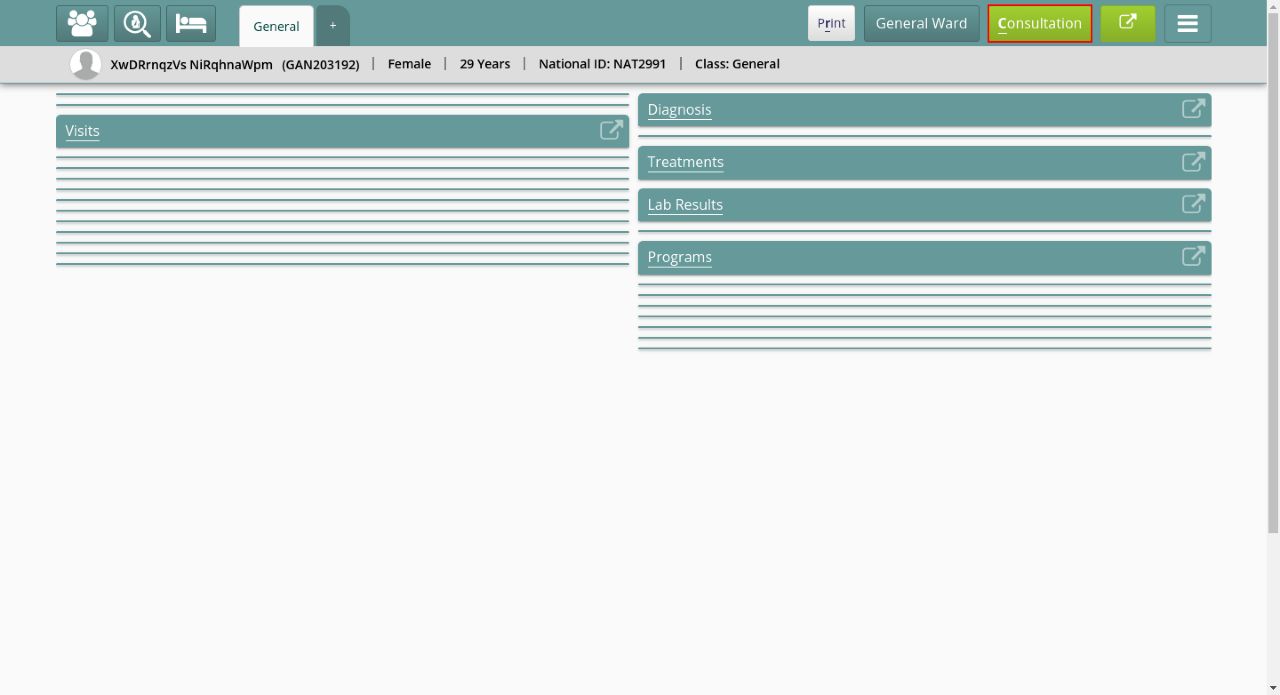 General
+
Print
General Ward
Consultation
XwDRrnqzVs NiRqhnaWpm (GAN203192) | Female | 29 Years | National ID: NAT2991 | Class: General
Visits
Diagnosis
Treatments
Lab Results
Programs